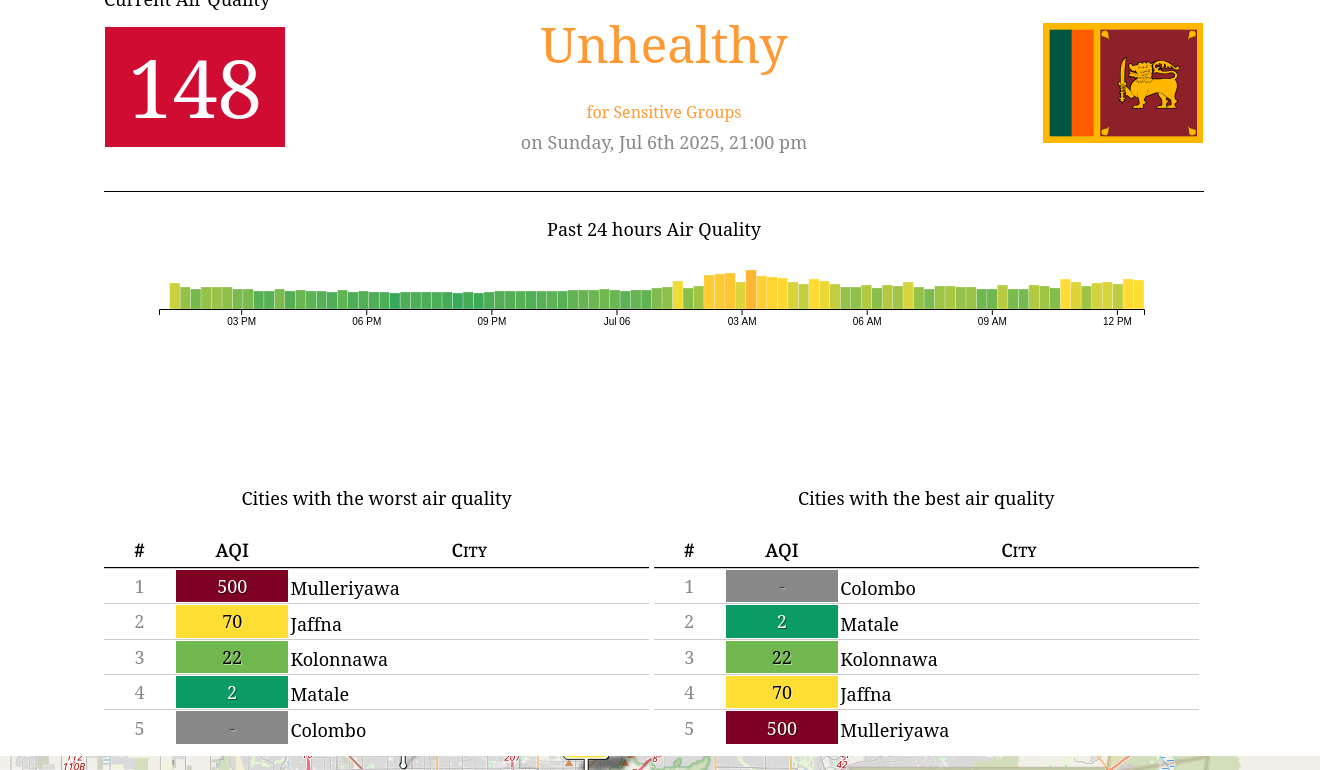 Current Air Quality
148
Unhealthy
for Sensitive Groups
on Sunday, Jul 6th 2025, 21:00 pm
Past 24 hours Air Quality
03 PM 06 PM 09 PM Jul 06 03 AM 06 AM 09 AM 12 PM
Cities with the worst air quality
# AQI City
1 500 Mulleriyawa
2 70 Jaffna
3 22 Kolonnawa
4 2 Matale
5 - Colombo
Cities with the best air quality
# AQI City
1 - Colombo
2 2 Matale
3 22 Kolonnawa
4 70 Jaffna
5 500 Mulleriyawa
110B
42